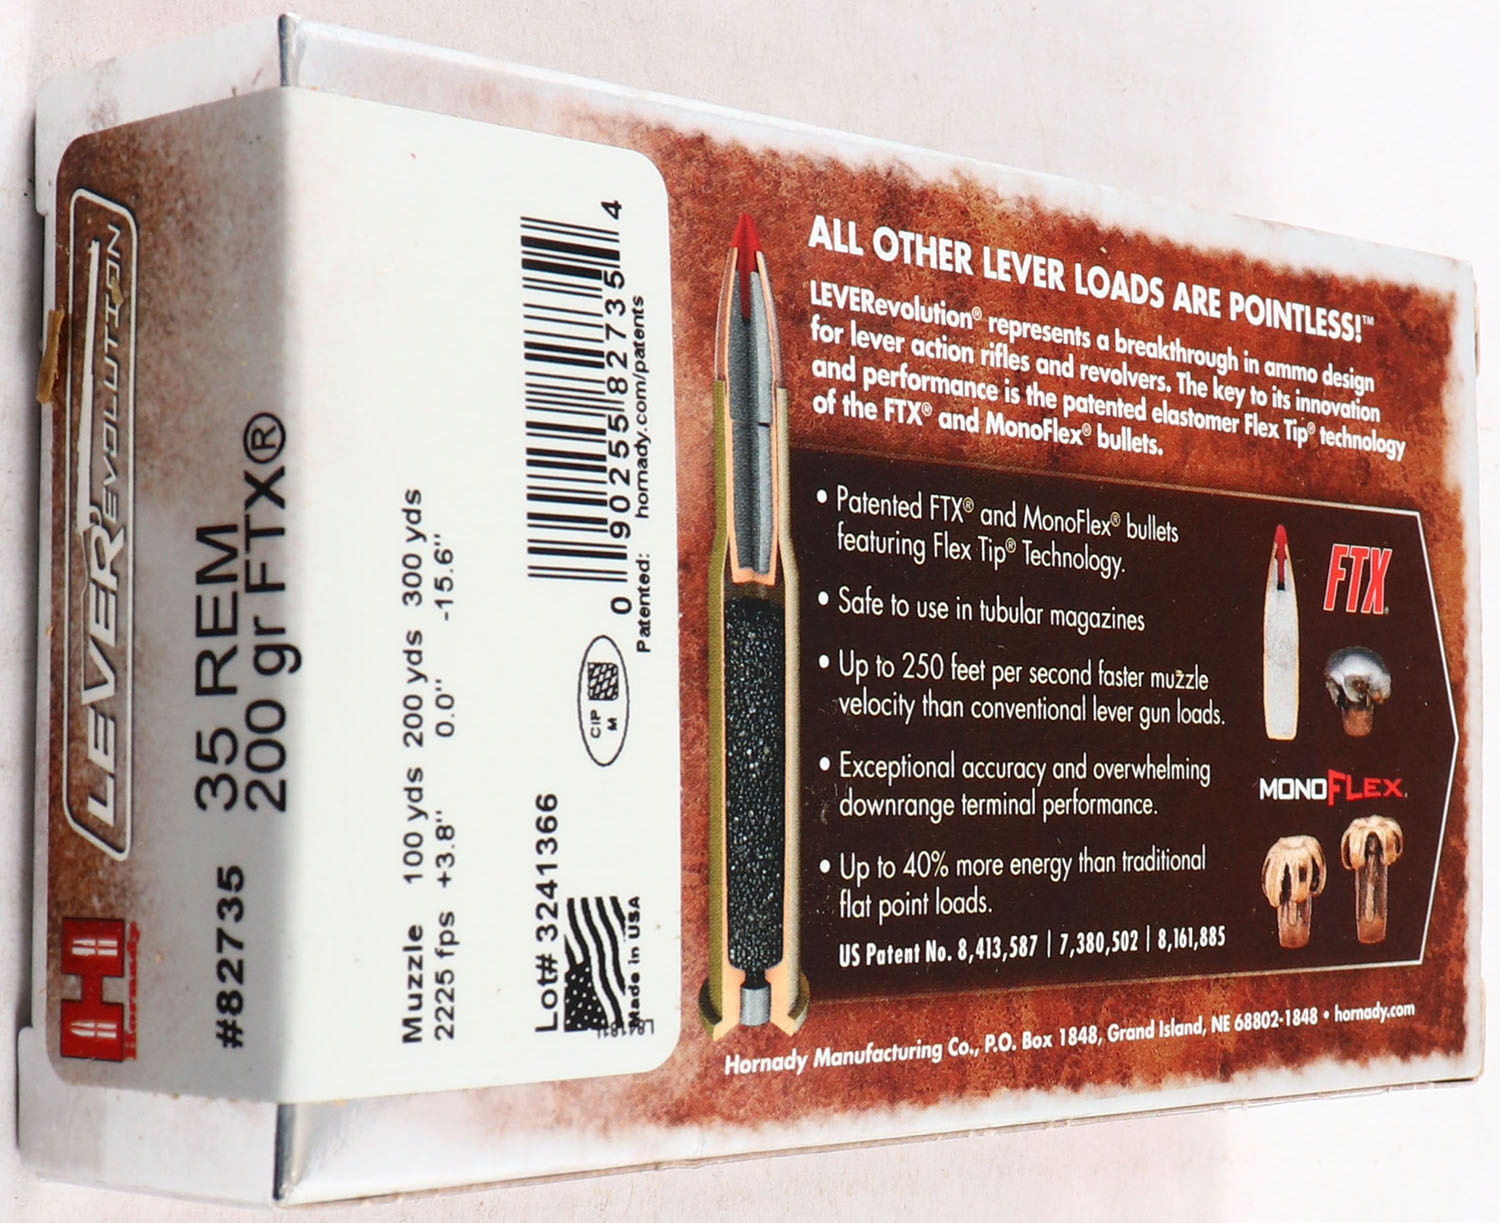 LEVERevolution
H
Hornady
#82735
35 REM
200 gr FTX®
Muzzle 100 yds 200 yds 300 yds
2225 fps +3.8" 0.0" -15.6"
Lot# 3241366
Made in USA
CIP
M
0 90255 82735 4
Patented: hornady.com/patents
ALL OTHER LEVER LOADS ARE POINTLESS!™
LEVERevolution® represents a breakthrough in ammo design
for lever action rifles and revolvers. The key to its innovation
and performance is the patented elastomer Flex Tip® technology
of the FTX® and MonoFlex® bullets.
• Patented FTX® and MonoFlex® bullets
featuring Flex Tip® Technology.
• Safe to use in tubular magazines
• Up to 250 feet per second faster muzzle
velocity than conventional lever gun loads.
• Exceptional accuracy and overwhelming
downrange terminal performance.
• Up to 40% more energy than traditional
flat point loads.
US Patent No. 8,413,587 | 7,380,502 | 8,161,885
FTX®
MONOFLEX®
Hornady Manufacturing Co., P.O. Box 1848, Grand Island, NE 68802-1848 • hornady.com